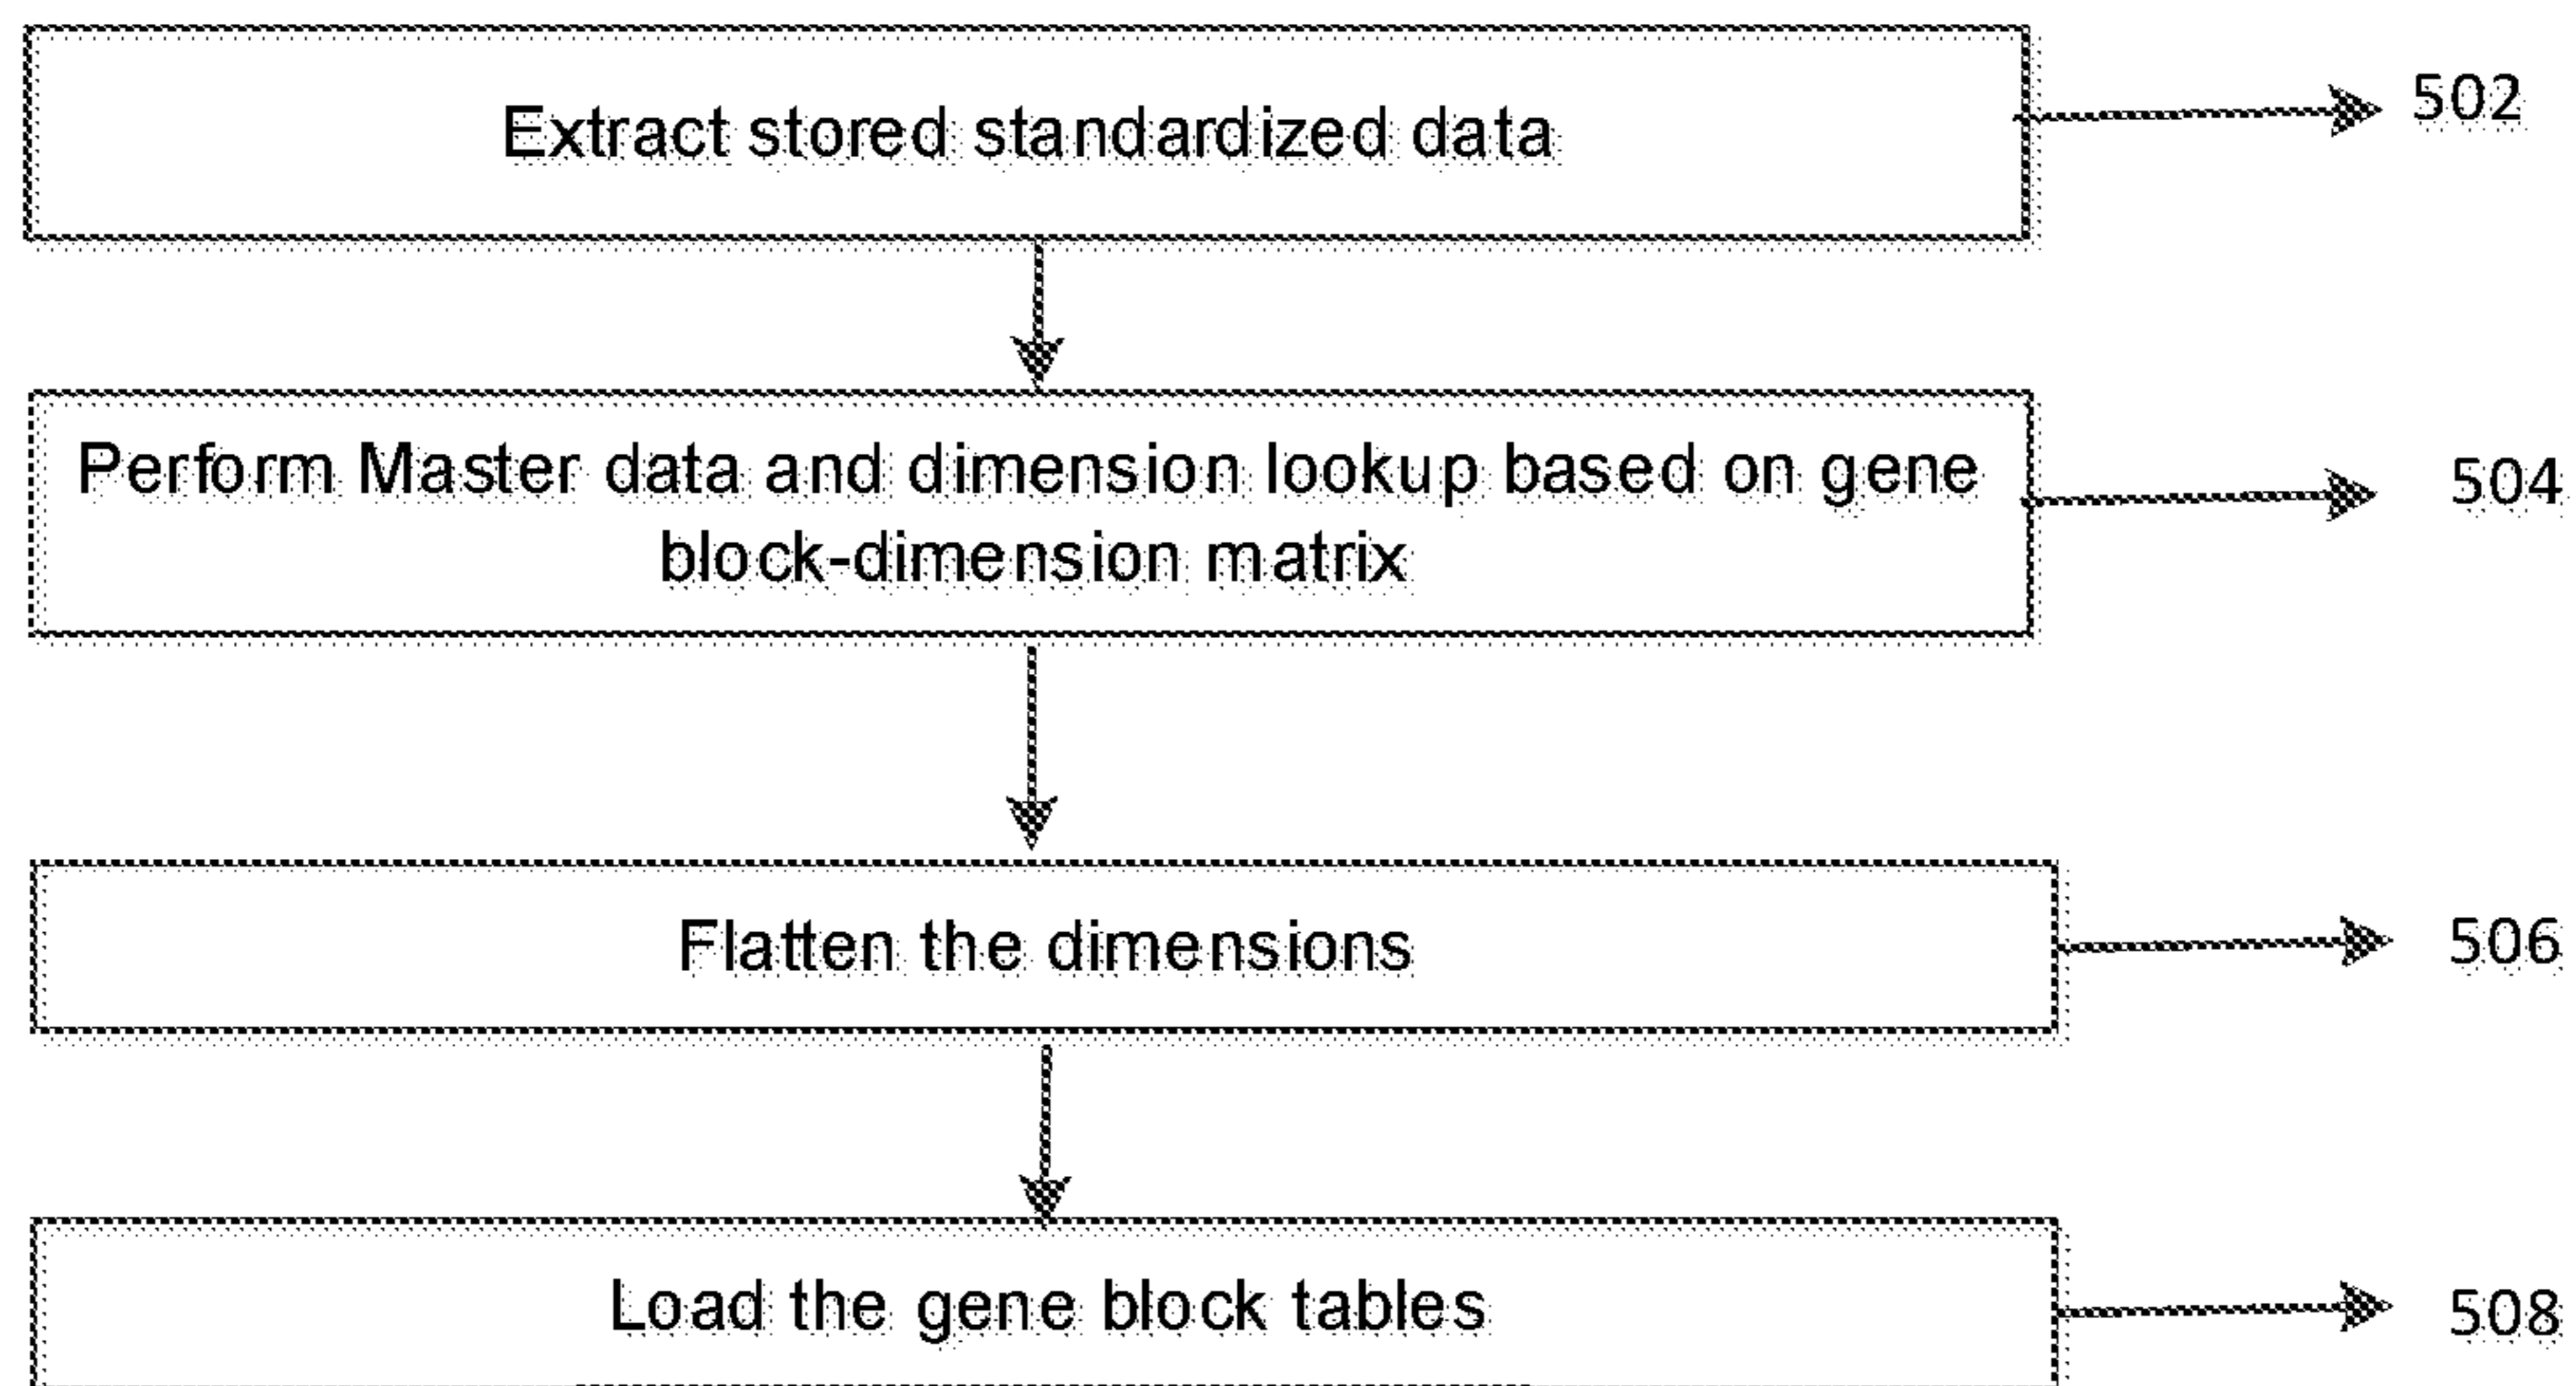 Extract stored standardized data
502
Perform Master data and dimension lookup based on gene
block-dimension matrix
504
Flatten the dimensions
506
Load the gene block tables
508